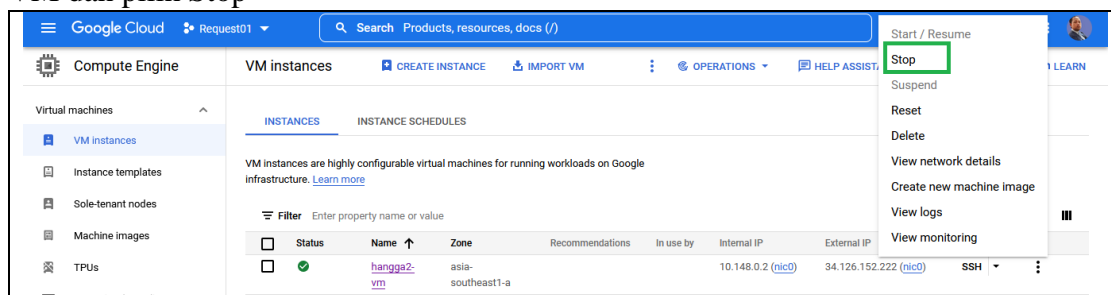 VM dan pilih Stop
Google Cloud Request01 Search Products, resources, docs (/)
Start / Resume
Compute Engine VM instances CREATE INSTANCE IMPORT VM OPERATIONS HELP ASSISTA LEARN
Stop
Suspend
Virtual machines
Reset
INSTANCES INSTANCE SCHEDULES
Delete
VM instances
VM instances are highly configurable virtual machines for running workloads on Google
View network details
Instance templates
infrastructure. Learn more
Create new machine image
Sole-tenant nodes
View logs
Filter Enter property name or value
Machine images
View monitoring
Status Name Zone Recommendations In use by Internal IP External IP
TPUs
hangga2- asia- 10.148.0.2 (nic0) 34.126.152.222 (nic0) SSH
vm southeast1-a